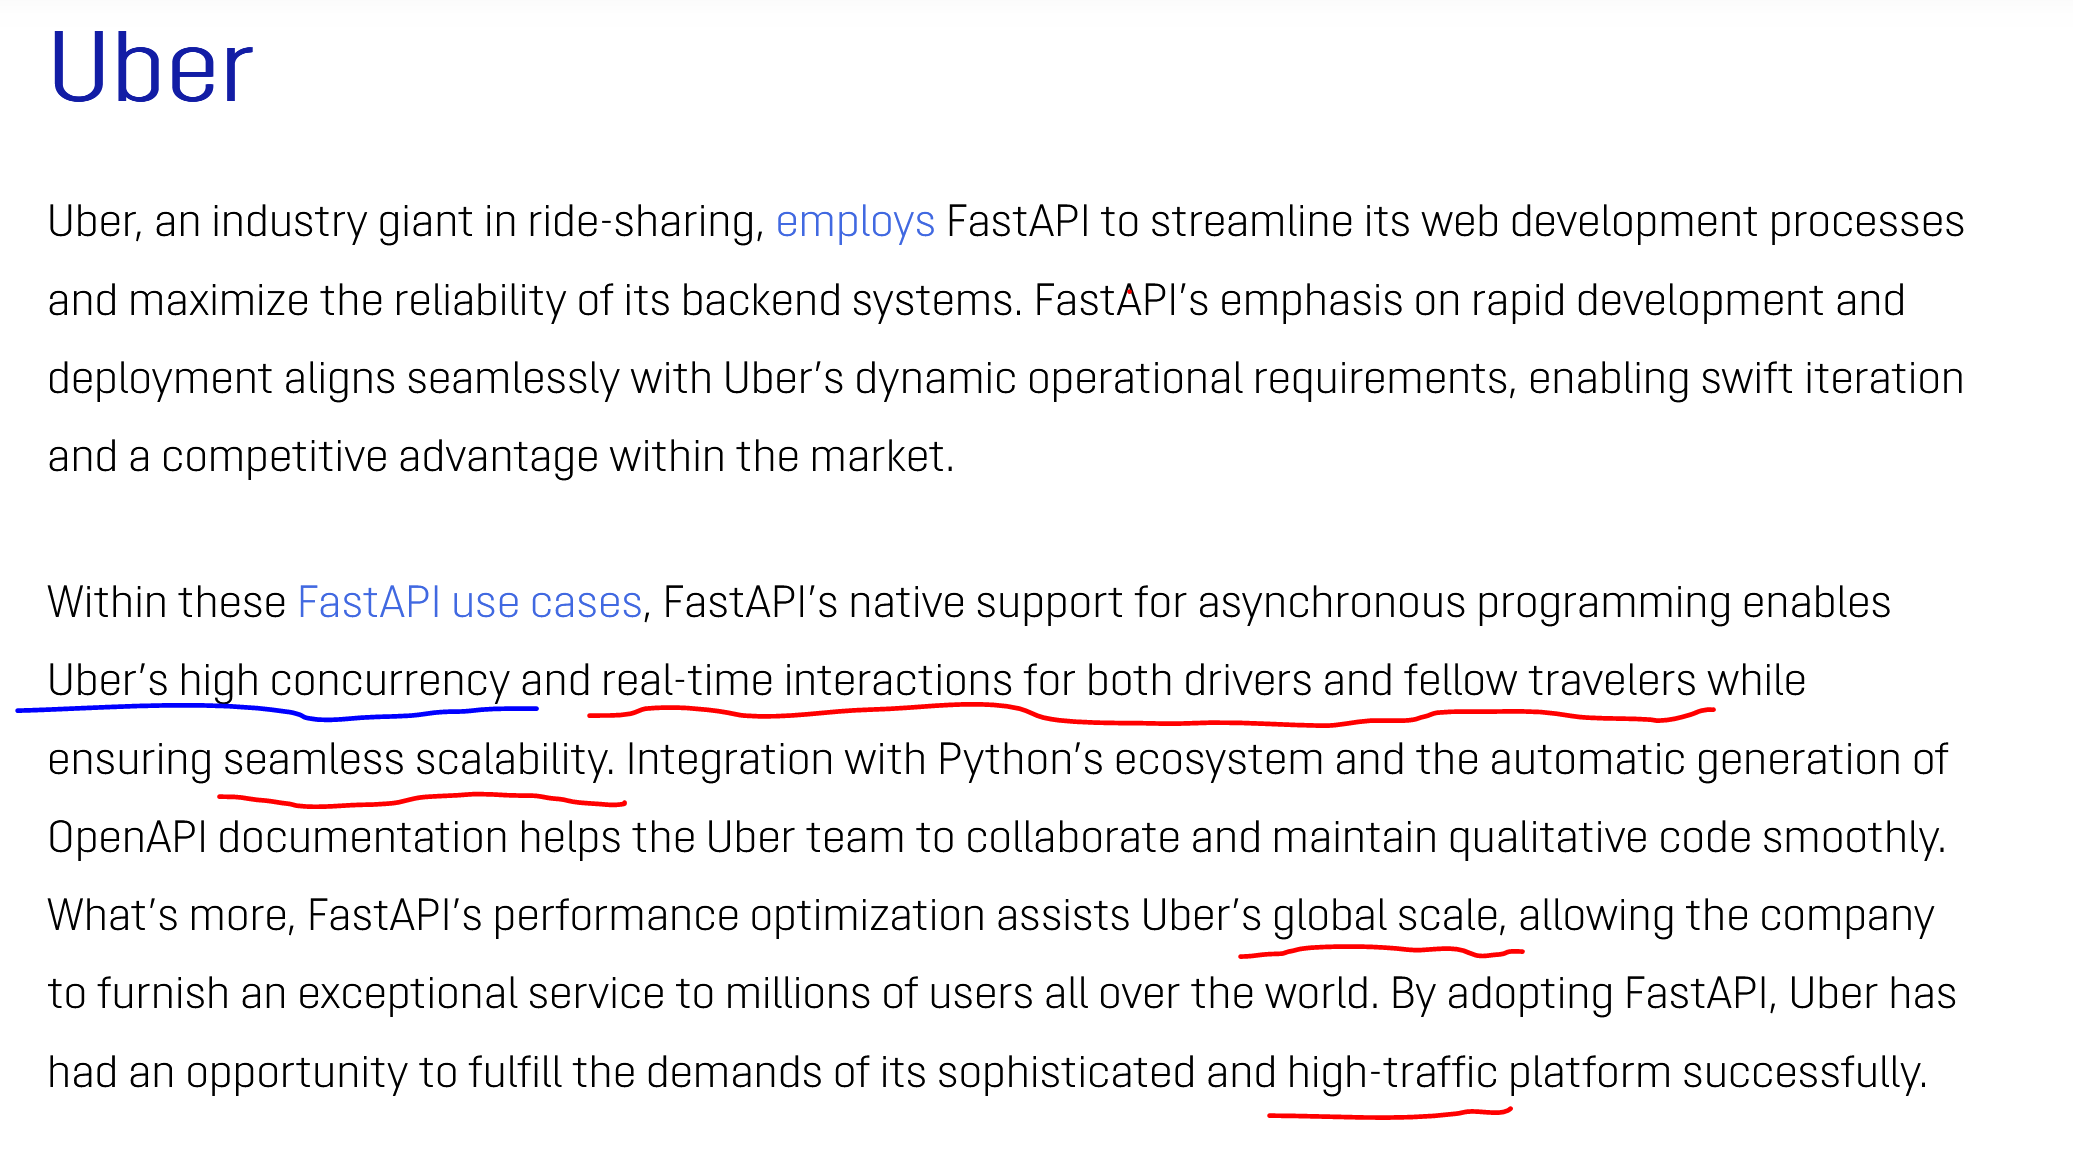 Uber
Uber, an industry giant in ride-sharing, employs FastAPI to streamline its web development processes
and maximize the reliability of its backend systems. FastAPI’s emphasis on rapid development and
deployment aligns seamlessly with Uber’s dynamic operational requirements, enabling swift iteration
and a competitive advantage within the market.
Within these FastAPI use cases, FastAPI’s native support for asynchronous programming enables
Uber’s high concurrency and real-time interactions for both drivers and fellow travelers while
ensuring seamless scalability. Integration with Python’s ecosystem and the automatic generation of
OpenAPI documentation helps the Uber team to collaborate and maintain qualitative code smoothly.
What’s more, FastAPI’s performance optimization assists Uber’s global scale, allowing the company
to furnish an exceptional service to millions of users all over the world. By adopting FastAPI, Uber has
had an opportunity to fulfill the demands of its sophisticated and high-traffic platform successfully.